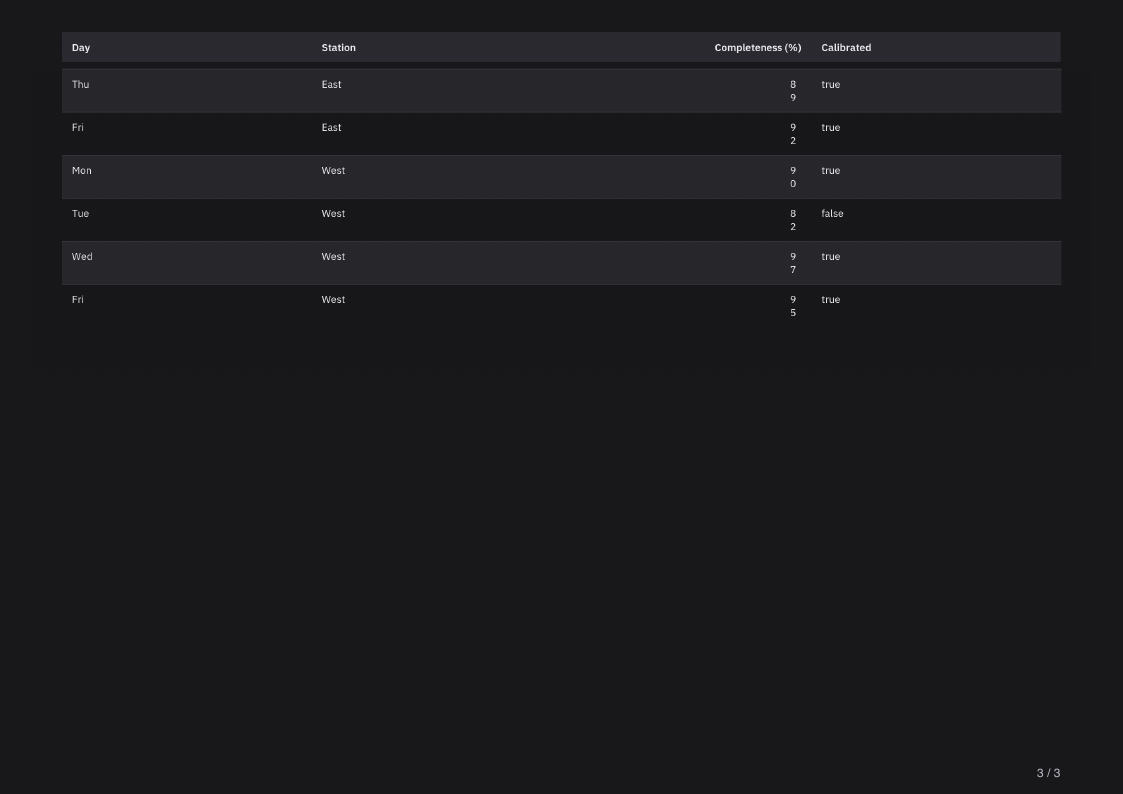 Day Station Completeness (%) Calibrated
Thu East 8 true
9
Fri East 9 true
2
Mon West 9 true
0
Tue West 8 false
2
Wed West 9 true
7
Fri West 9 true
5
3 / 3